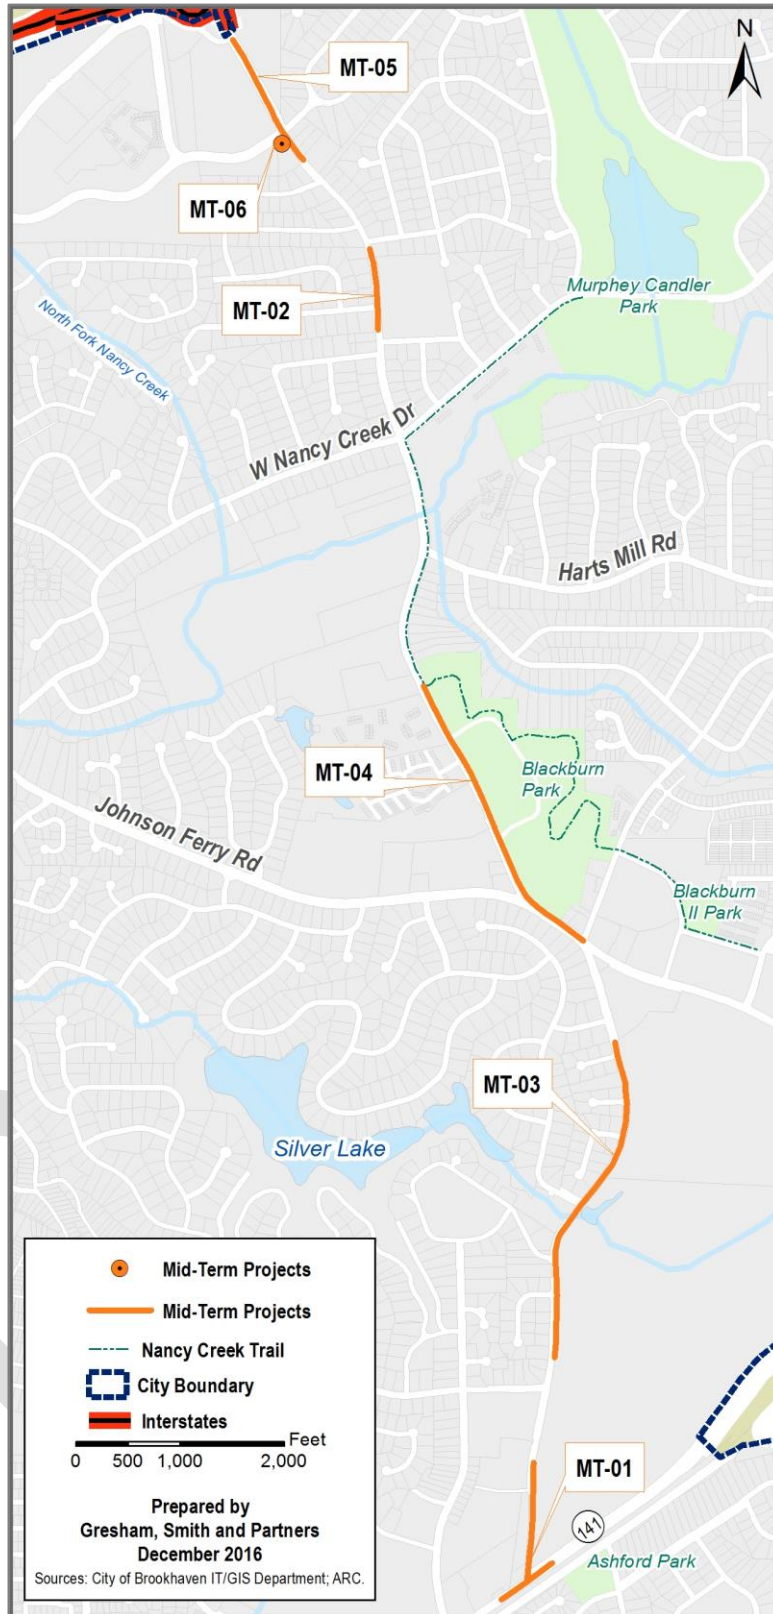 N
MT-05
MT-06
MT-02
Murphey Candler
Park
North Fork Nancy Creek
W Nancy Creek Dr
Harts Mill Rd
MT-04
Blackburn
Park
Johnson Ferry Rd
Blackburn
II Park
MT-03
Silver Lake
Mid-Term Projects
Mid-Term Projects
Nancy Creek Trail
City Boundary
Interstates
Feet
0 500 1,000 2,000
Prepared by
Gresham, Smith and Partners
December 2016
Sources: City of Brookhaven IT/GIS Department; ARC.
MT-01
141
Ashford Park